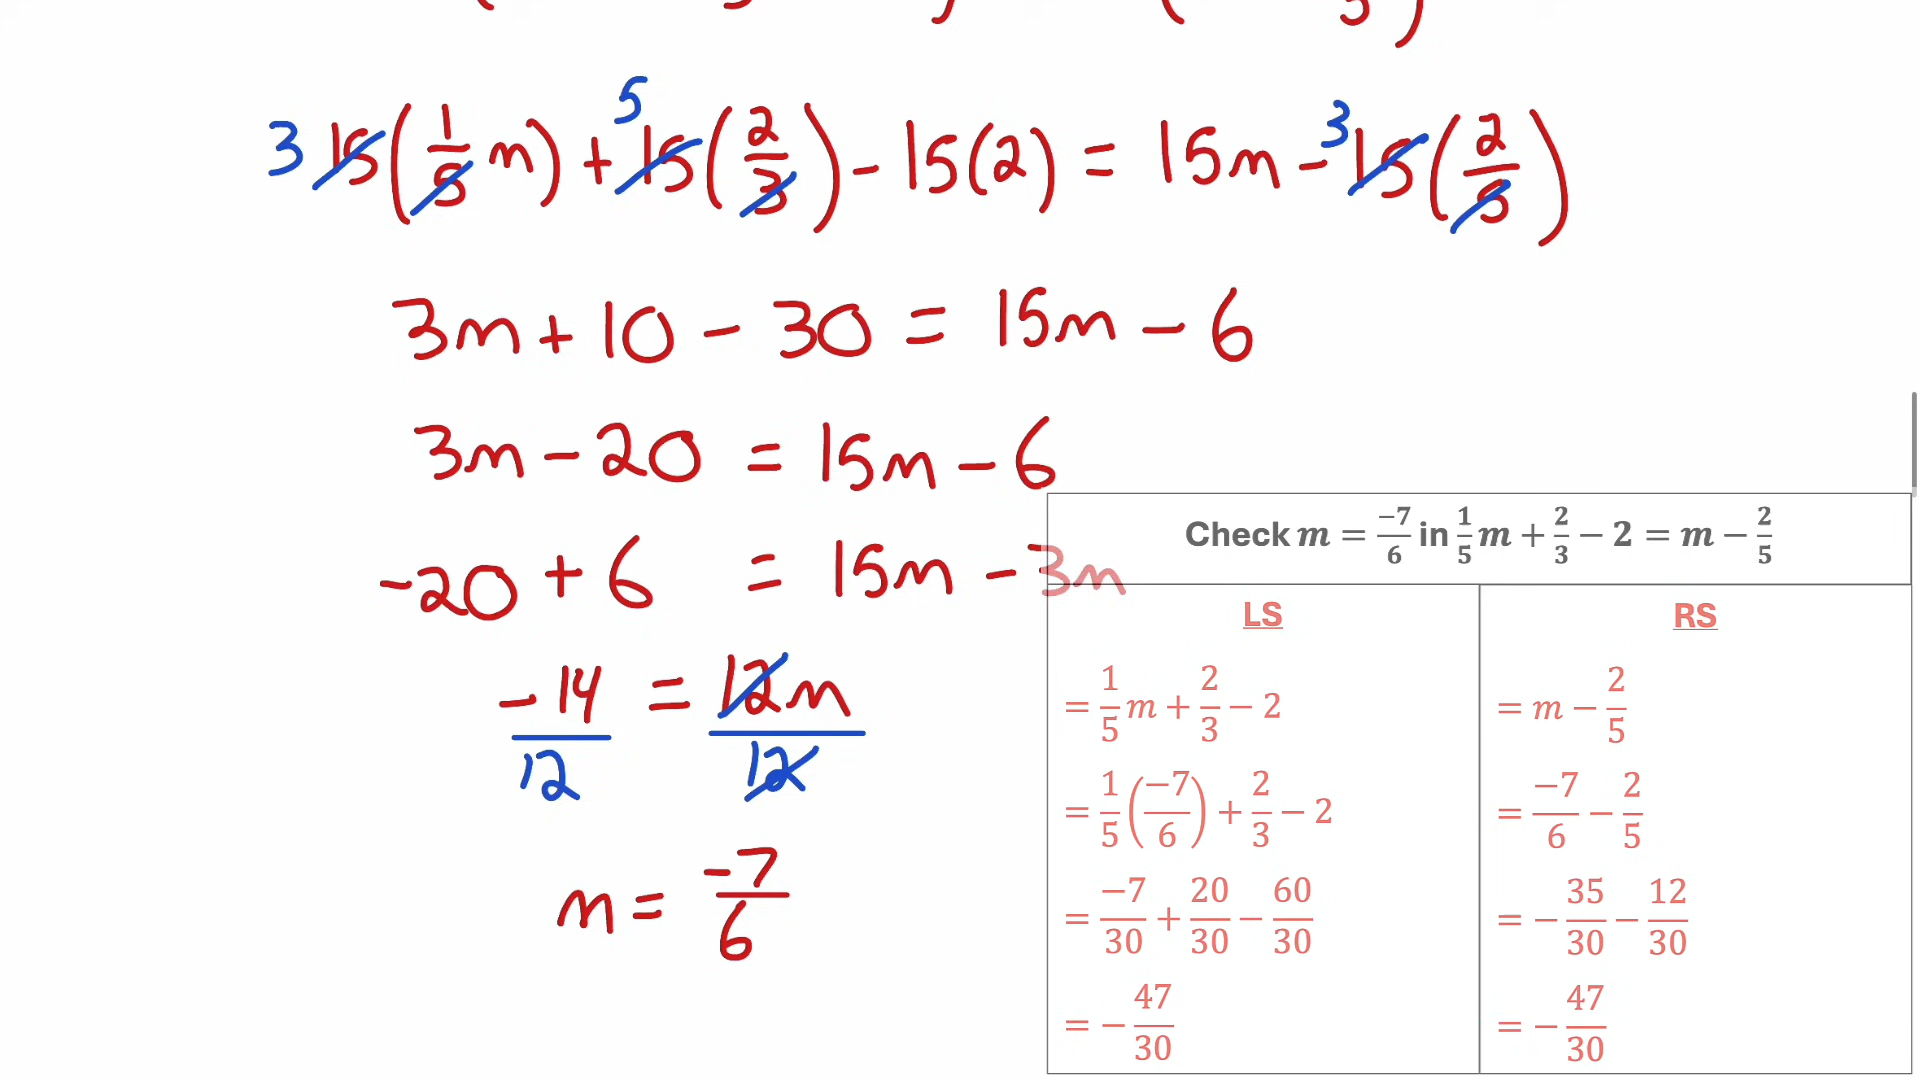 3 15(1/5 m) + 5 15(2/3) - 15(2) = 15m - 3 15(2/5)
3m + 10 - 30 = 15m - 6
3m - 20 = 15m - 6
-20 + 6 = 15m - 3m
-14/12 = 12m/12
m = -7/6
Check m = -7/6 in 1/5 m + 2/3 − 2 = m − 2/5
LS
= 1/5 m + 2/3 − 2
= 1/5 (−7/6) + 2/3 − 2
= −7/30 + 20/30 − 60/30
= − 47/30
RS
= m − 2/5
= −7/6 − 2/5
= − 35/30 − 12/30
= − 47/30